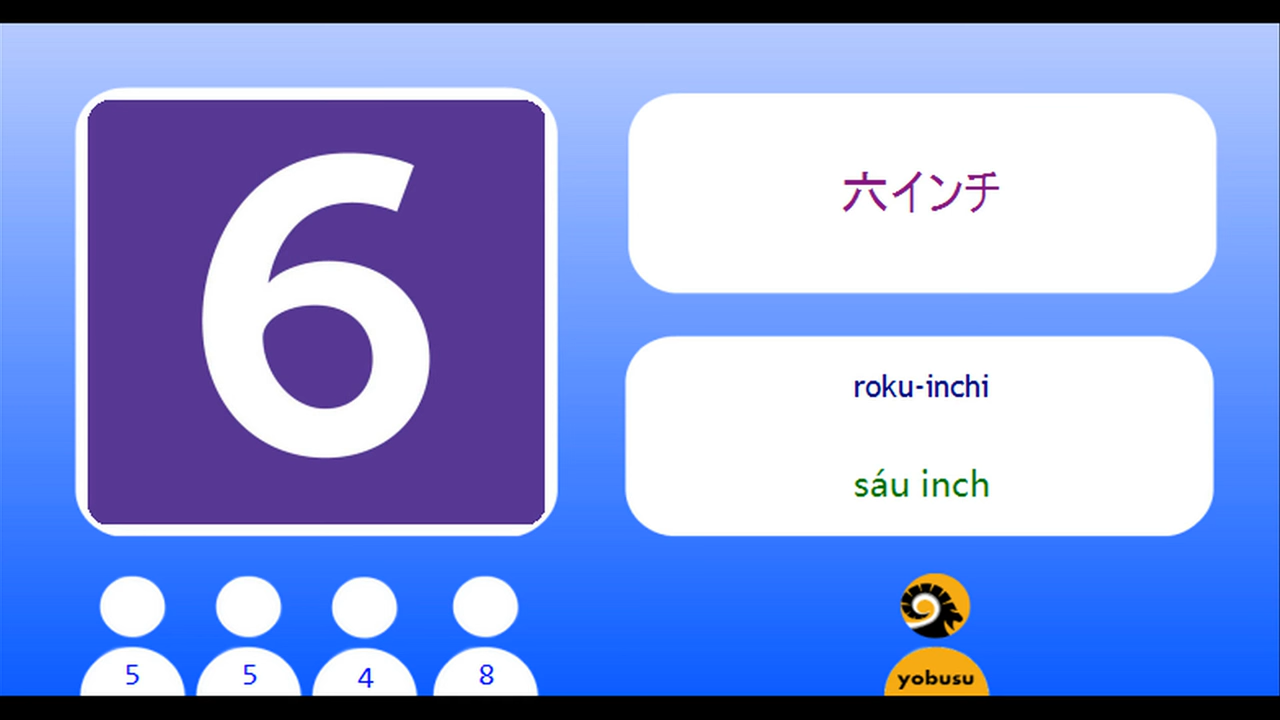 6
六インチ
roku-inchi
sáu inch
5 5 4 8
yobusu